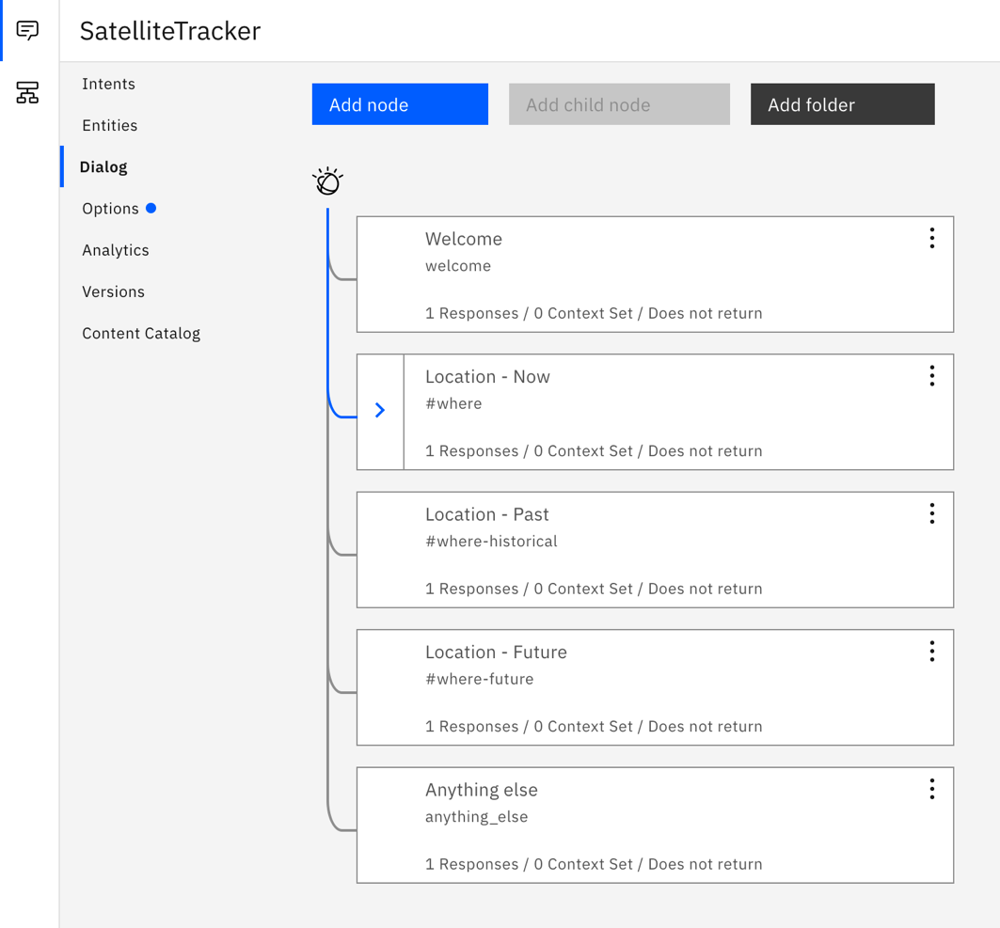 SatelliteTracker
Intents
Entities
Dialog
Options
Analytics
Versions
Content Catalog
Add node
Add child node
Add folder
Welcome
welcome
1 Responses / 0 Context Set / Does not return
Location - Now
#where
1 Responses / 0 Context Set / Does not return
Location - Past
#where-historical
1 Responses / 0 Context Set / Does not return
Location - Future
#where-future
1 Responses / 0 Context Set / Does not return
Anything else
anything_else
1 Responses / 0 Context Set / Does not return